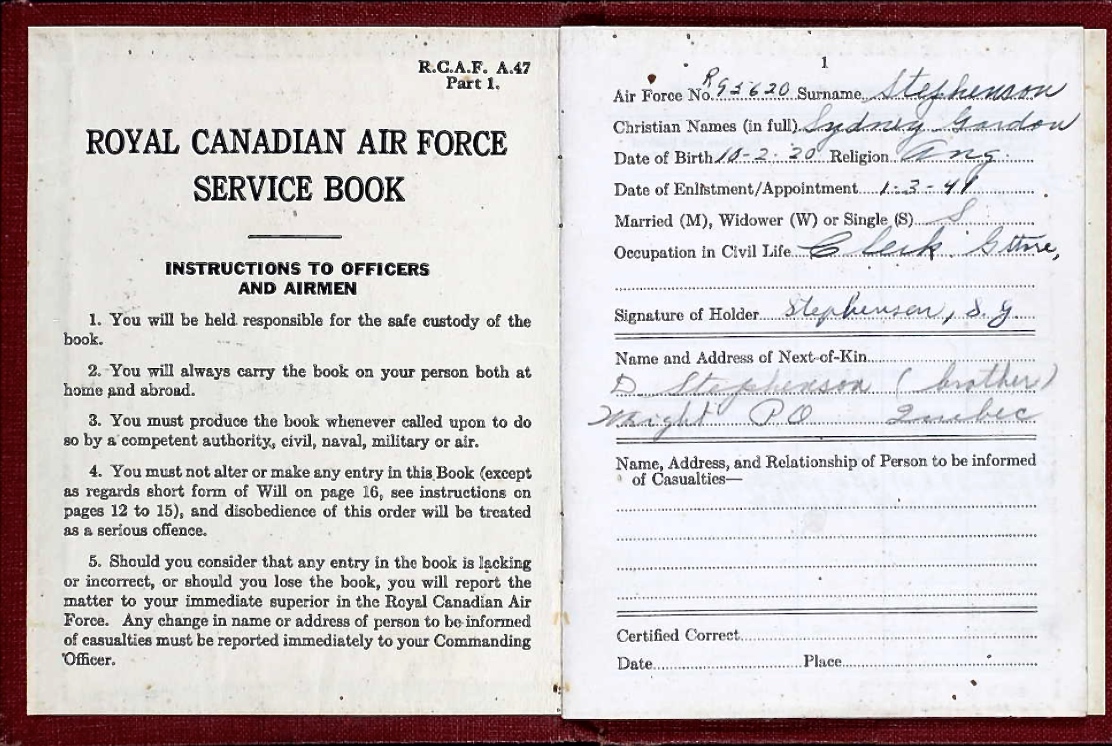 R.C.A.F. A.47
Part 1.
ROYAL CANADIAN AIR FORCE
SERVICE BOOK
INSTRUCTIONS TO OFFICERS
AND AIRMEN
1. You will be held responsible for the safe custody of the
book.
2. You will always carry the book on your person both at
home and abroad.
3. You must produce the book whenever called upon to do
so by a competent authority, civil, naval, military or air.
4. You must not alter or make any entry in this Book (except
as regards short form of Will on page 16, see instructions on
pages 12 to 15), and disobedience of this order will be treated
as a serious offence.
5. Should you consider that any entry in the book is lacking
or incorrect, or should you lose the book, you will report the
matter to your immediate superior in the Royal Canadian Air
Force. Any change in name or address of person to be informed
of casualties must be reported immediately to your Commanding
Officer.
1
Air Force No. R95620 Surname Stephenson
Christian Names (in full) Sydney Gordon
Date of Birth 18-2-20 Religion Ang
Date of Enlistment/Appointment 1-3-41
Married (M), Widower (W) or Single (S) S
Occupation in Civil Life Clerk
Signature of Holder Stephenson, S. G
Name and Address of Next-of-Kin
D. Stephenson (brother)
Wright P.O Quebec
Name, Address, and Relationship of Person to be informed
of Casualties—
Certified Correct
Date Place